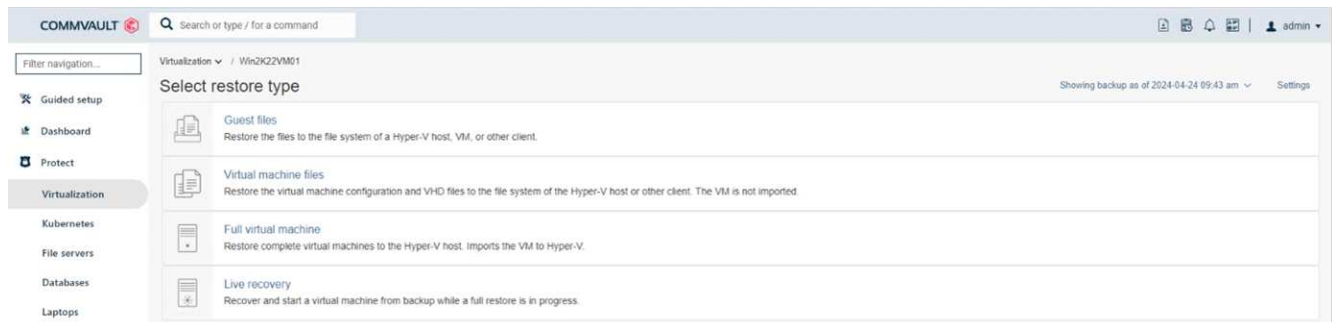 COMMVAULT
Search or type / for a command
admin
Filter navigation...
Guided setup
Dashboard
Protect
Virtualization
Kubernetes
File servers
Databases
Laptops
Virtualization / Win2K22VM01
Select restore type
Showing backup as of 2024-04-24 09:43 am
Settings
Guest files
Restore the files to the file system of a Hyper-V host, VM, or other client.
Virtual machine files
Restore the virtual machine configuration and VHD files to the file system of the Hyper-V host or other client. The VM is not imported.
Full virtual machine
Restore complete virtual machines to the Hyper-V host. Imports the VM to Hyper-V.
Live recovery
Recover and start a virtual machine from backup while a full restore is in progress.